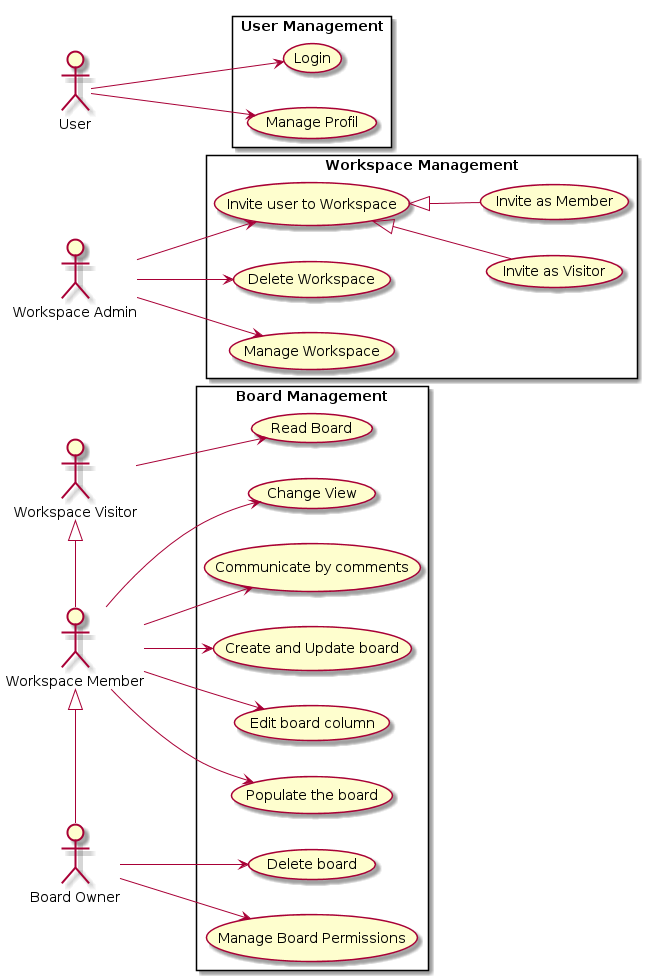 User Management
Login
User
Manage Profil
Workspace Management
Invite user to Workspace
Invite as Member
Invite as Visitor
Delete Workspace
Workspace Admin
Manage Workspace
Board Management
Read Board
Workspace Visitor
Change View
Communicate by comments
Create and Update board
Workspace Member
Edit board column
Populate the board
Delete board
Board Owner
Manage Board Permissions